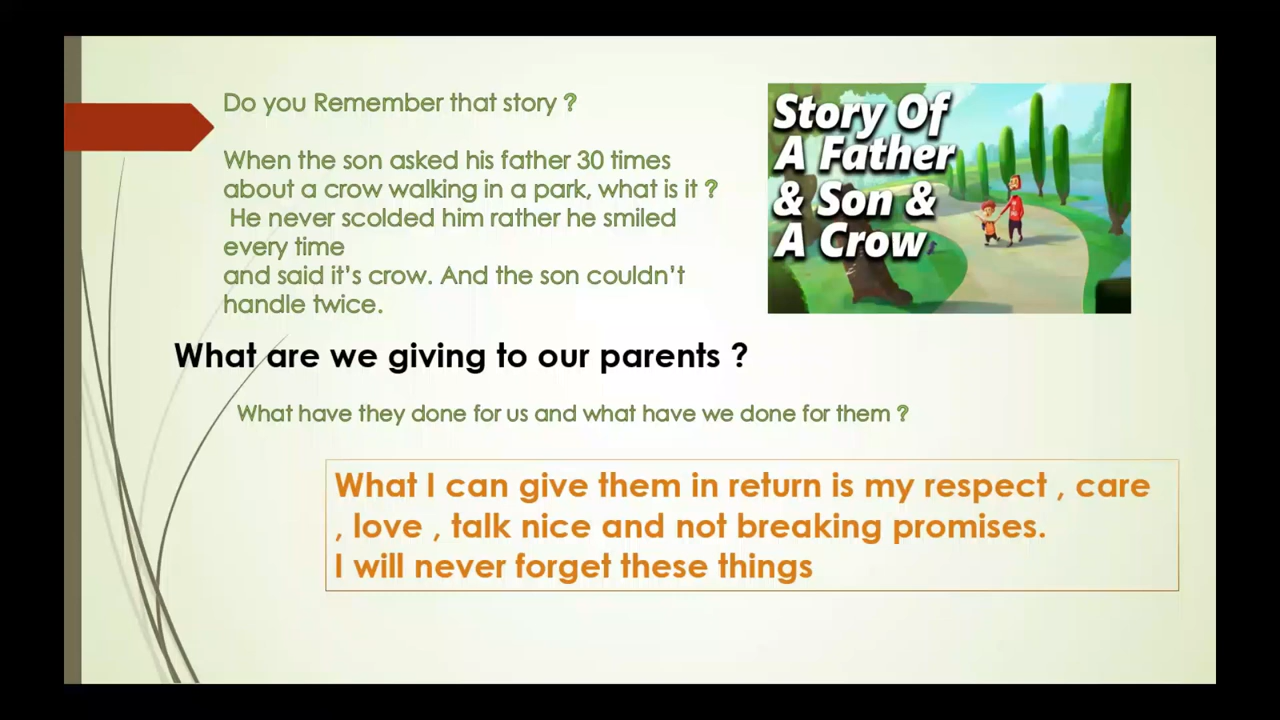 Do you Remember that story ?
When the son asked his father 30 times
about a crow walking in a park, what is it ?
He never scolded him rather he smiled
every time
and said it's crow. And the son couldn't
handle twice.
Story Of
A Father
& Son &
A Crow
What are we giving to our parents ?
What have they done for us and what have we done for them ?
What I can give them in return is my respect , care
, love , talk nice and not breaking promises.
I will never forget these things